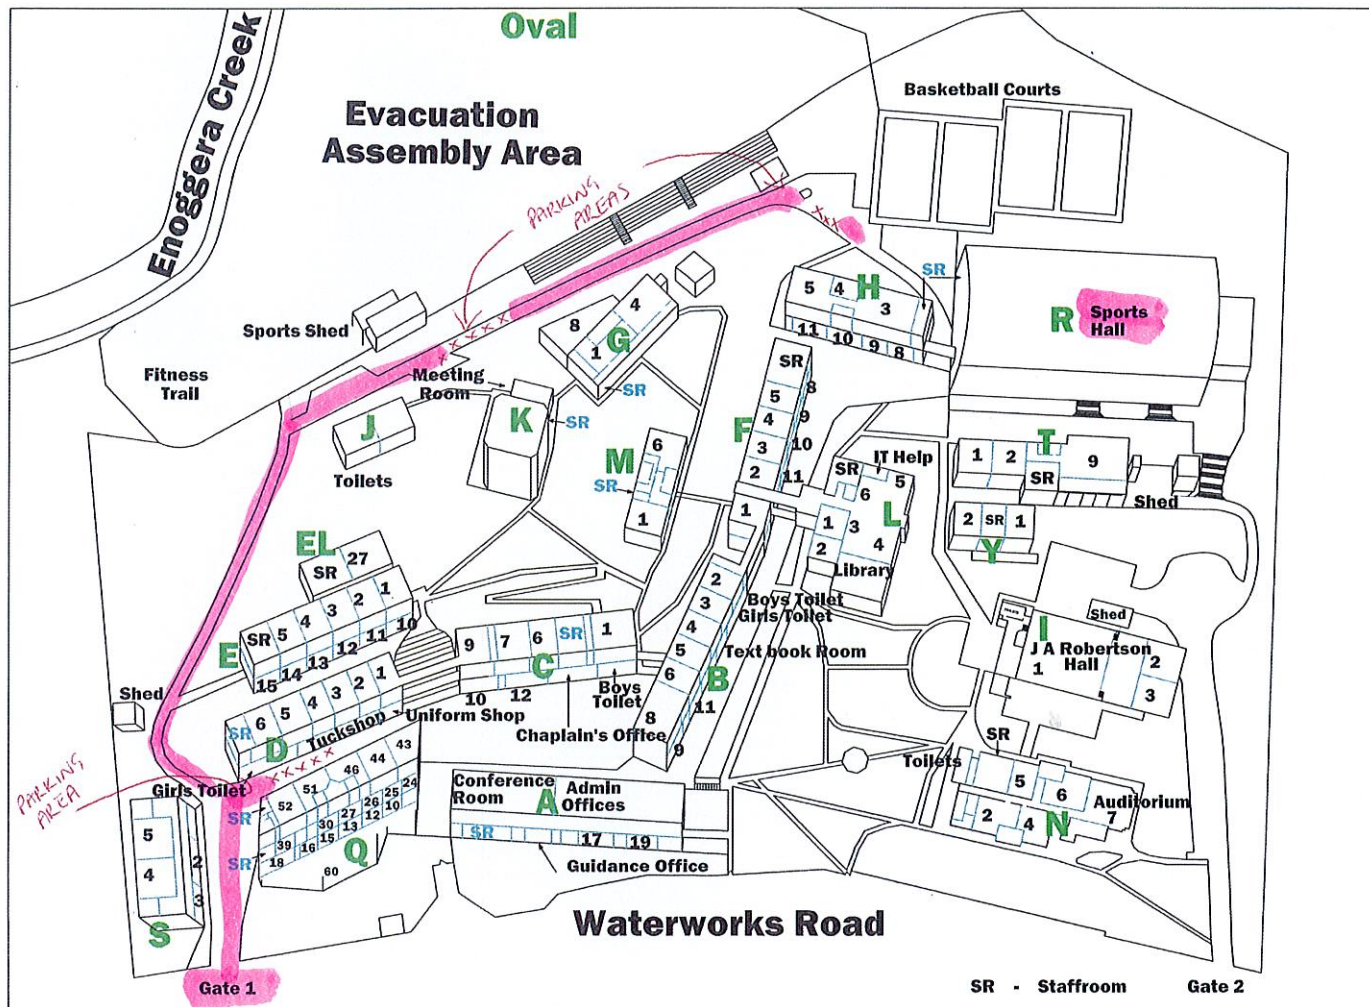 Oval
Enoggera Creek
Evacuation
Assembly Area
Basketball Courts
PARKING
AREAS
SR
H
5
4
3
11
10
9
8
R
Sports
Hall
Sports Shed
8
4
1
G
SR
Fitness
Trail
Meeting
Room
K
SR
J
Toilets
SR
5
4
3
2
8
9
10
11
F
1
M
6
SR
1
IT Help
SR
6
5
1
3
2
4
L
Library
T
1
2
9
SR
Shed
2
SR
1
Y
EL
27
SR
E
SR
5
4
3
2
1
15
14
13
12
11
10
C
9
7
6
SR
1
10
12
Boys
Toilet
Chaplain's Office
Boys Toilet
Girls Toilet
Text book Room
B
2
3
4
5
6
8
11
9
Shed
I
J A Robertson
Hall
1
2
3
Shed
D
SR
6
5
4
3
2
1
Tuckshop
Uniform Shop
Girls Toilet
PARKING
AREA
SR
SR
52
51
46
44
43
39
18
16
30
15
27
13
26
12
25
10
24
60
Q
Conference
Room
A
Admin
Offices
SR
17
19
Guidance Office
SR
Toilets
5
6
2
4
N
Auditorium
7
5
4
2
3
S
Waterworks Road
Gate 1
SR - Staffroom
Gate 2